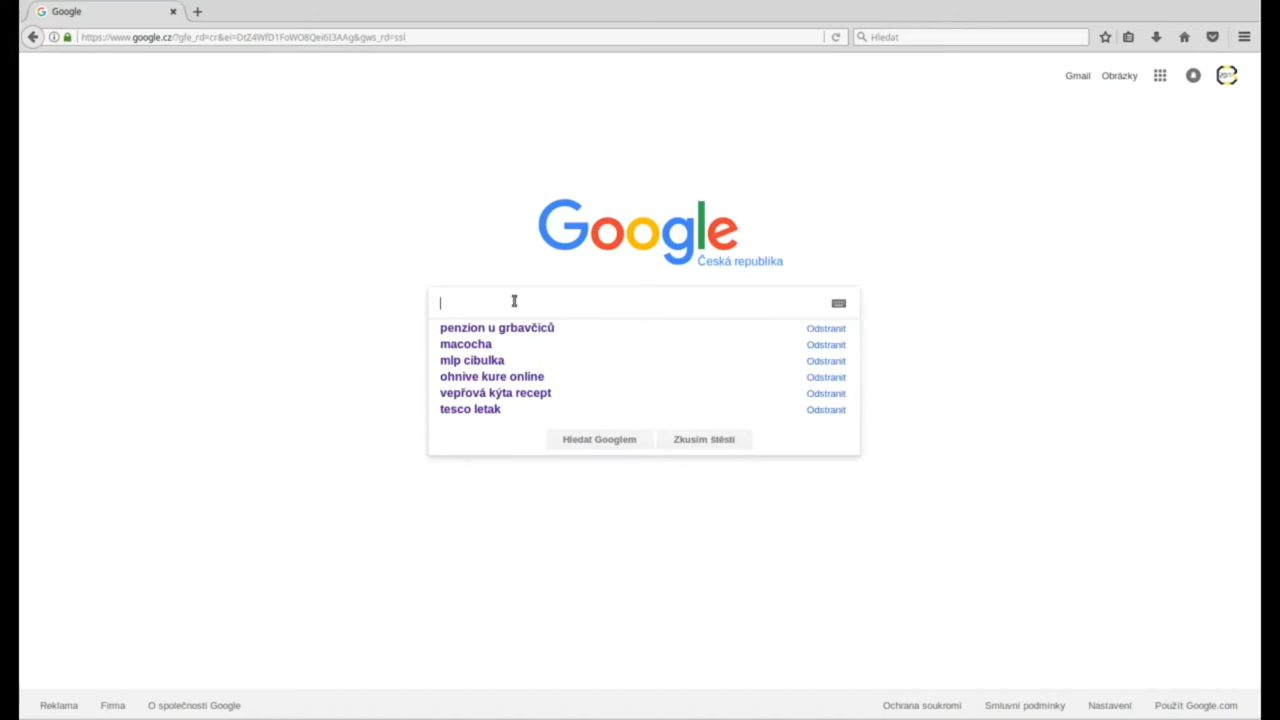 Google
https://www.google.cz/?gfe_rd=cr&ei=DtZ4WfD1FoWO8Qei6I3AAg&gws_rd=ssl
Hledat
Gmail Obrázky
Google
Česká republika
penzion u grbavčiců Odstranit
macocha Odstranit
mlp cibulka Odstranit
ohnive kure online Odstranit
vepřová kýta recept Odstranit
tesco letak Odstranit
Hledat Googlem Zkusím štěstí
Reklama Firma O společnosti Google Ochrana soukromí Smluvní podmínky Nastavení Použít Google.com